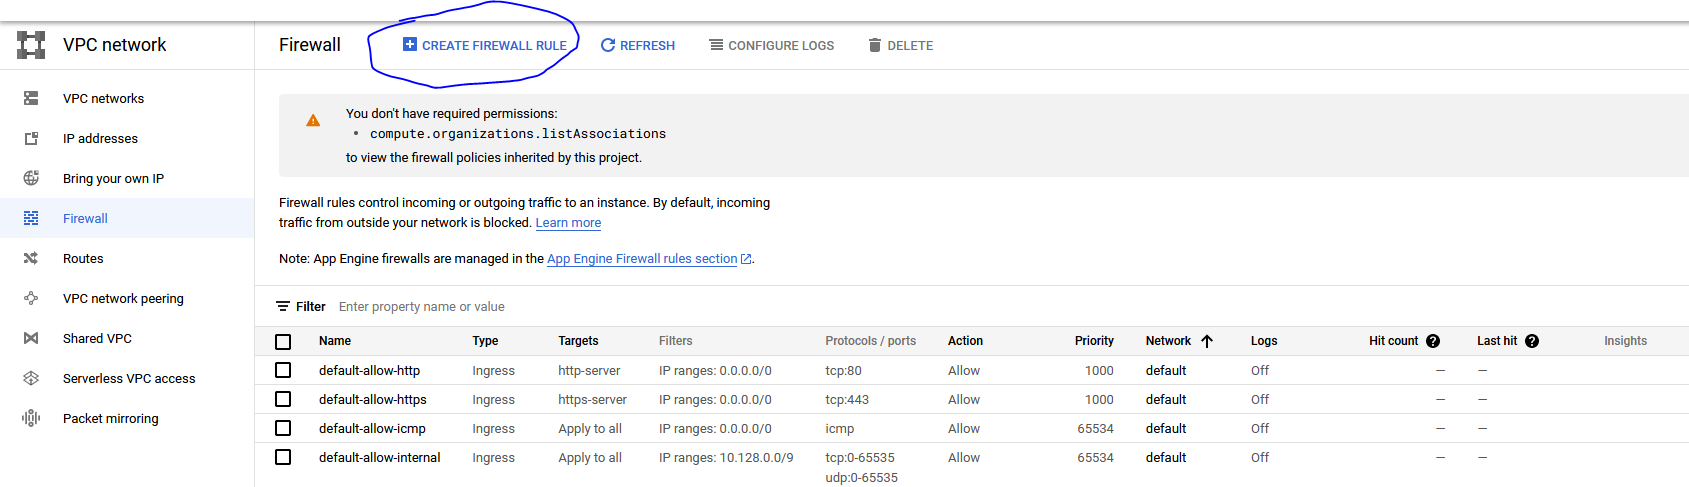 VPC network
Firewall
CREATE FIREWALL RULE
REFRESH
CONFIGURE LOGS
DELETE
VPC networks
IP addresses
Bring your own IP
Firewall
Routes
VPC network peering
Shared VPC
Serverless VPC access
Packet mirroring
You don't have required permissions:
• compute.organizations.listAssociations
to view the firewall policies inherited by this project.
Firewall rules control incoming or outgoing traffic to an instance. By default, incoming
traffic from outside your network is blocked. Learn more
Note: App Engine firewalls are managed in the App Engine Firewall rules section.
Filter Enter property name or value
Name Type Targets Filters Protocols / ports Action Priority Network Logs Hit count ? Last hit ? Insights
default-allow-http Ingress http-server IP ranges: 0.0.0.0/0 tcp:80 Allow 1000 default Off — —
default-allow-https Ingress https-server IP ranges: 0.0.0.0/0 tcp:443 Allow 1000 default Off — —
default-allow-icmp Ingress Apply to all IP ranges: 0.0.0.0/0 icmp Allow 65534 default Off — —
default-allow-internal Ingress Apply to all IP ranges: 10.128.0.0/9 tcp:0-65535 Allow 65534 default Off — —
udp:0-65535